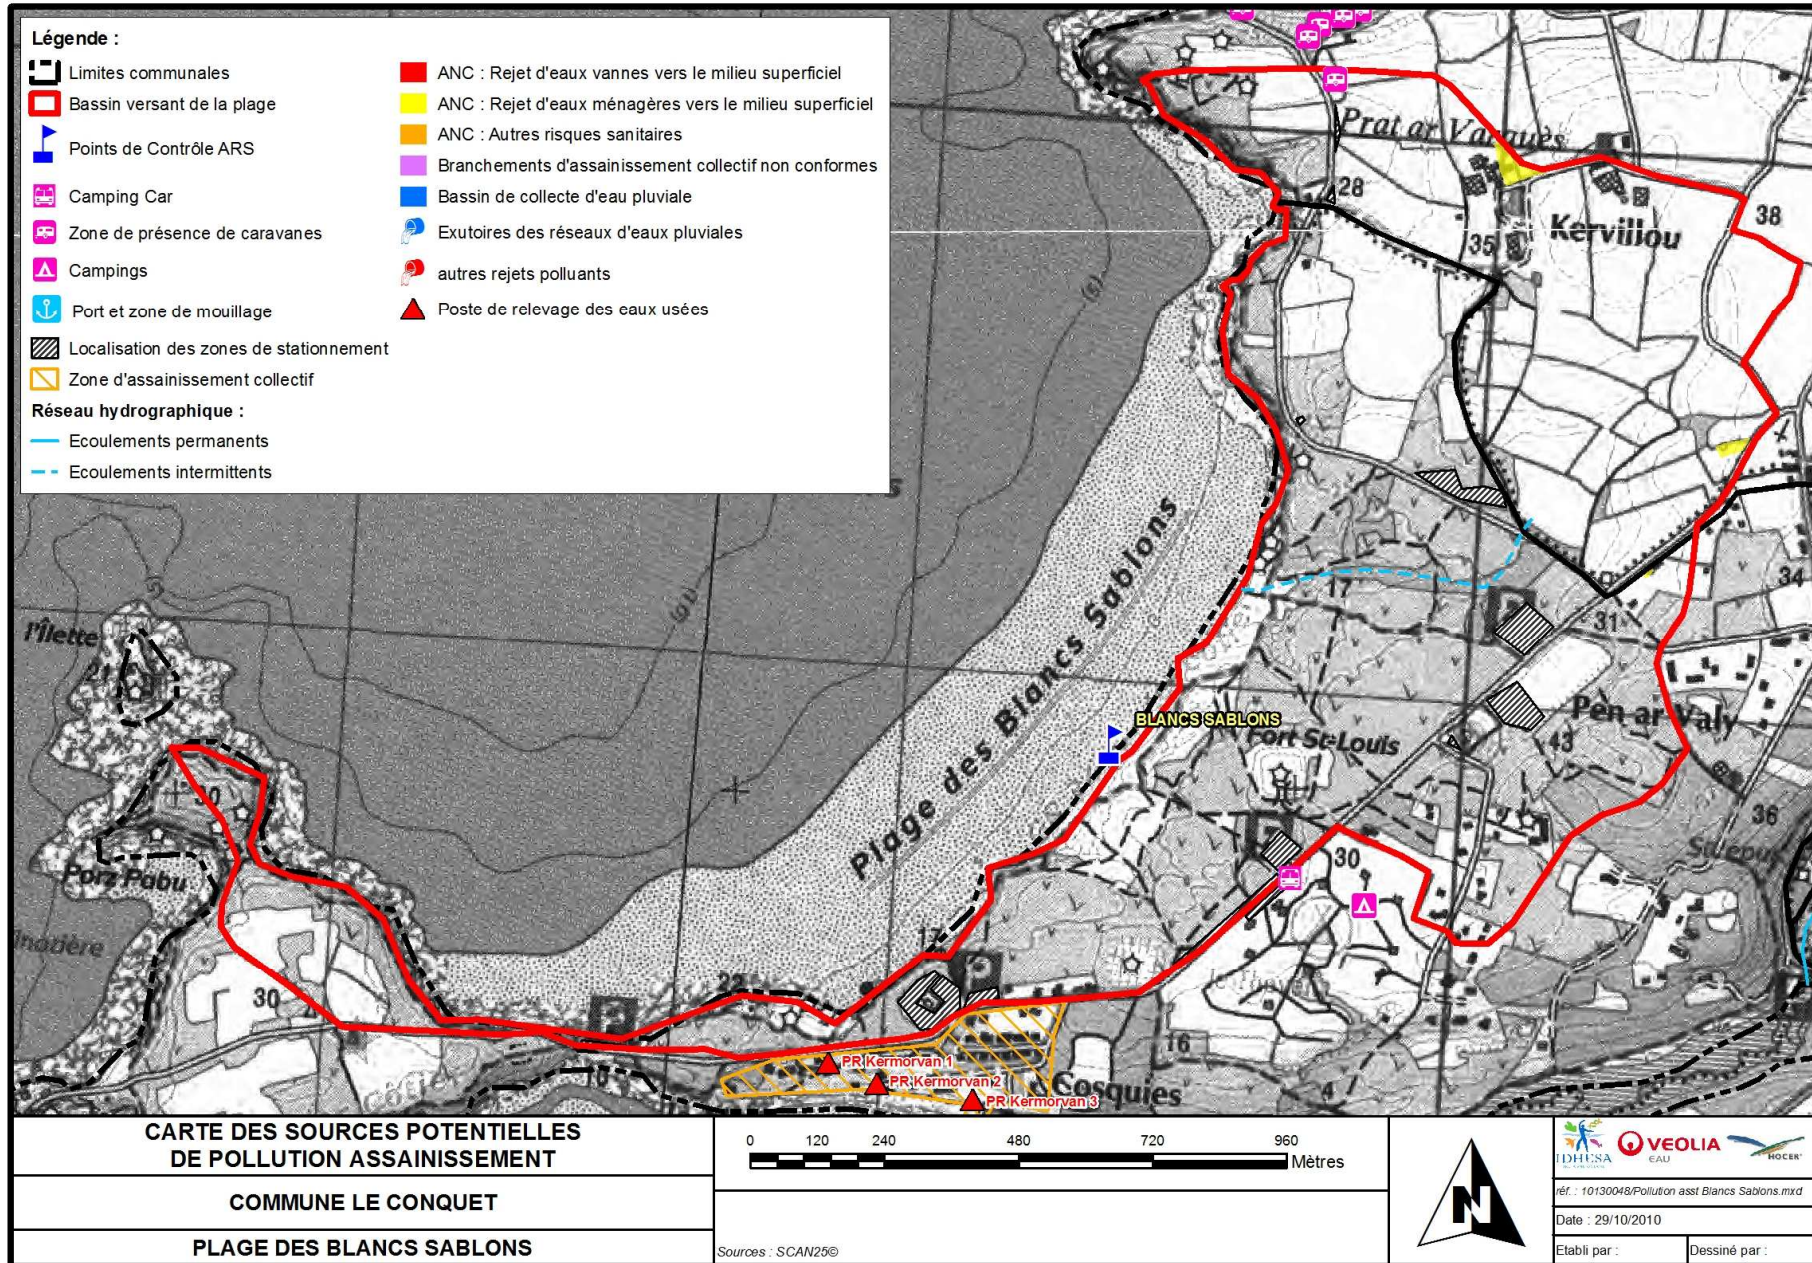 Légende :
Limites communales
Bassin versant de la plage
Points de Contrôle ARS
Camping Car
Zone de présence de caravanes
Campings
Port et zone de mouillage
Localisation des zones de stationnement
Zone d'assainissement collectif
Réseau hydrographique :
Ecoulements permanents
Ecoulements intermittents
ANC : Rejet d'eaux vannes vers le milieu superficiel
ANC : Rejet d'eaux ménagères vers le milieu superficiel
ANC : Autres risques sanitaires
Branchements d'assainissement collectif non conformes
Bassin de collecte d'eau pluviale
Exutoires des réseaux d'eaux pluviales
autres rejets polluants
Poste de relevage des eaux usées
Prat ar Vacquès
28
38
35
Kervillou
Plage des Blancs Sablons
l'Îlette
21
30
Porz Pabu
30
BLANCS SABLONS
Fort St-Louis
31
34
Pen ar Valy
43
36
30
17
22
16
4
2
PR Kermorvan 1
PR Kermorvan 2
PR Kermorvan 3
Cosquies
CARTE DES SOURCES POTENTIELLES
DE POLLUTION ASSAINISSEMENT
COMMUNE LE CONQUET
PLAGE DES BLANCS SABLONS
0 120 240 480 720 960
Mètres
Sources : SCAN25©
N
IDHESA
VEOLIA
EAU
HOCER
réf. : 10130048/Pollution asst Blancs Sablons.mxd
Date : 29/10/2010
Etabli par :
Dessiné par :